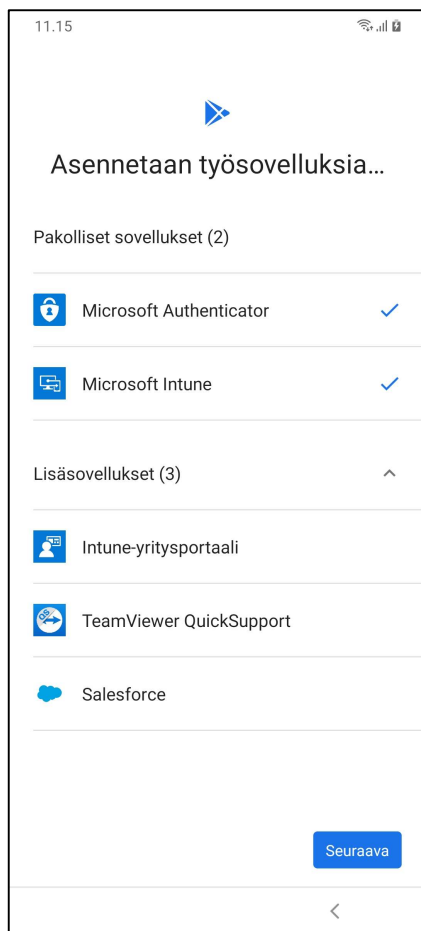 11.15
Asennetaan työsovelluksia...
Pakolliset sovellukset (2)
Microsoft Authenticator
Microsoft Intune
Lisäsovellukset (3)
Intune-yritysportaali
QS
TeamViewer QuickSupport
Salesforce
Seuraava